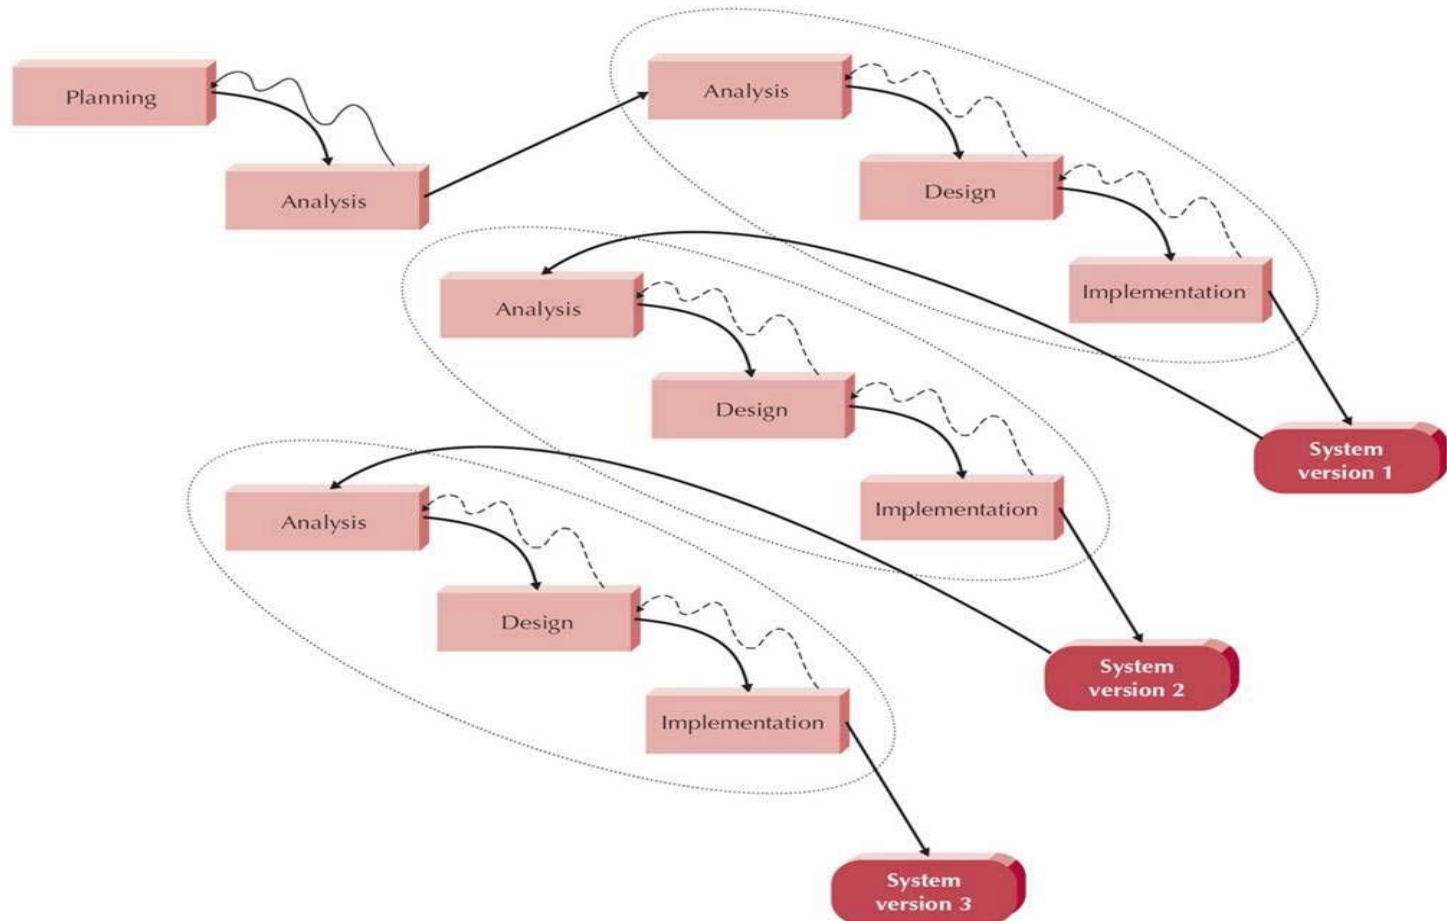 Planning
Analysis
Analysis
Design
Implementation
System
version 1
Analysis
Design
Implementation
System
version 2
Analysis
Design
Implementation
System
version 3